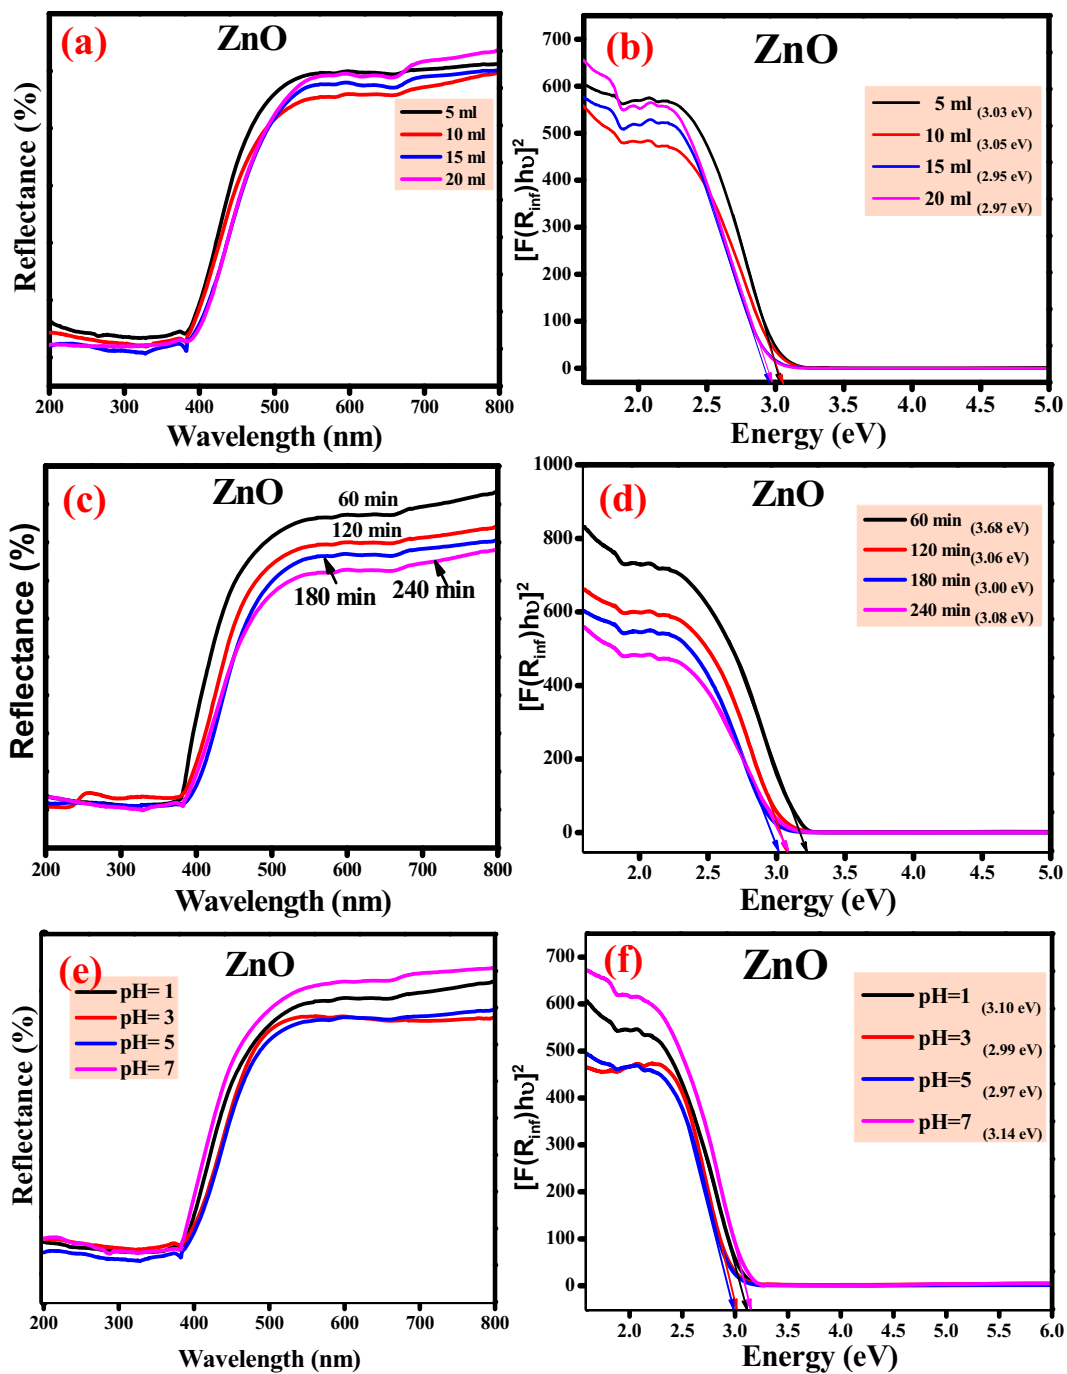 (a)
ZnO
Reflectance (%)
5 ml
10 ml
15 ml
20 ml
200 300 400 500 600 700 800
Wavelength (nm)
(b)
ZnO
[F(R_inf)hυ]²
700
600
500
400
300
200
100
0
5 ml (3.03 eV)
10 ml (3.05 eV)
15 ml (2.95 eV)
20 ml (2.97 eV)
2.0 2.5 3.0 3.5 4.0 4.5 5.0
Energy (eV)
(c)
ZnO
Reflectance (%)
60 min
120 min
180 min
240 min
200 300 400 500 600 700 800
Wavelength (nm)
(d)
ZnO
[F(R_inf)hυ]²
1000
800
600
400
200
0
60 min (3.68 eV)
120 min (3.06 eV)
180 min (3.00 eV)
240 min (3.08 eV)
2.0 2.5 3.0 3.5 4.0 4.5 5.0
Energy (eV)
(e)
ZnO
Reflectance (%)
pH= 1
pH= 3
pH= 5
pH= 7
200 300 400 500 600 700 800
Wavelength (nm)
(f)
ZnO
[F(R_inf)hυ]²
700
600
500
400
300
200
100
0
pH=1 (3.10 eV)
pH=3 (2.99 eV)
pH=5 (2.97 eV)
pH=7 (3.14 eV)
2.0 2.5 3.0 3.5 4.0 4.5 5.0 5.5 6.0
Energy (eV)